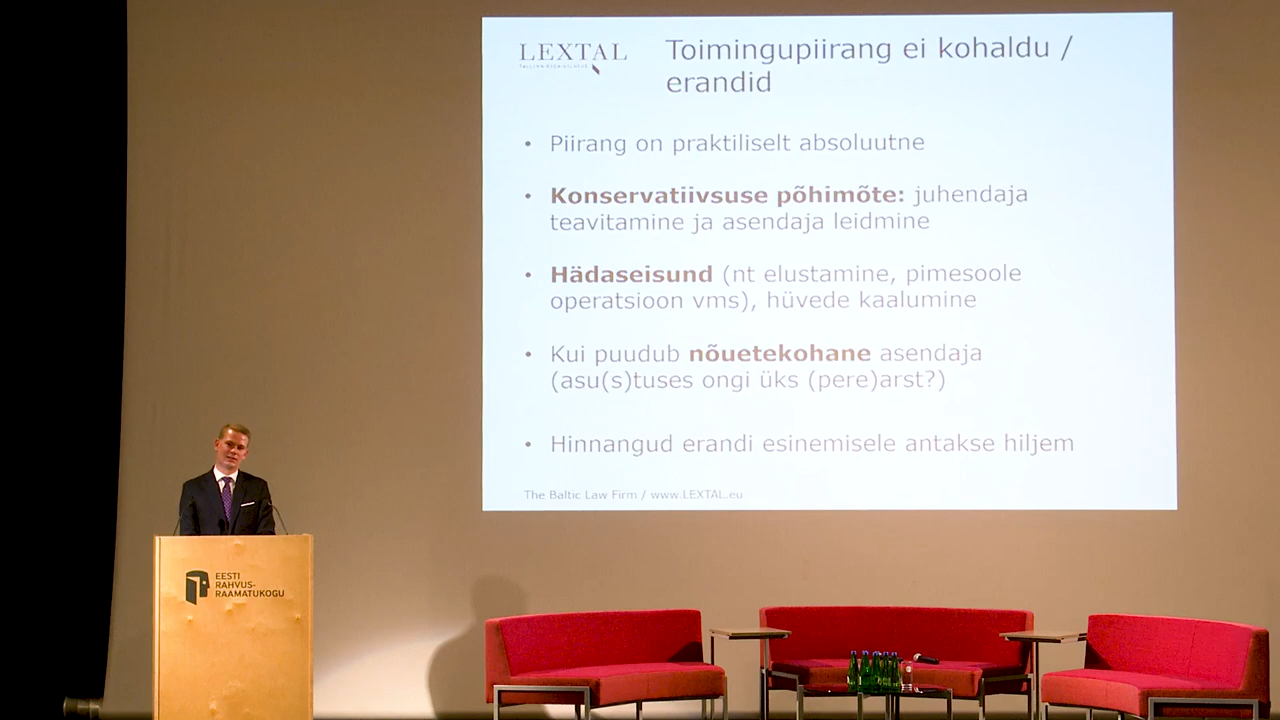 LEXTAL
Toimingupiirang ei kohaldu /
erandid
• Piirang on praktiliselt absoluutne
• Konservatiivsuse põhimõte: juhendaja
teavitamine ja asendaja leidmine
• Hädaseisund (nt elustamine, pimesoole
operatsioon vms), hüvede kaalumine
• Kui puudub nõuetekohane asendaja
(asu(s)tuses ongi üks (pere)arst?)
• Hinnangud erandi esinemisele antakse hiljem
The Baltic Law Firm / www.LEXTAL.eu
EESTI
RAHVUS-
RAAMATUKOGU